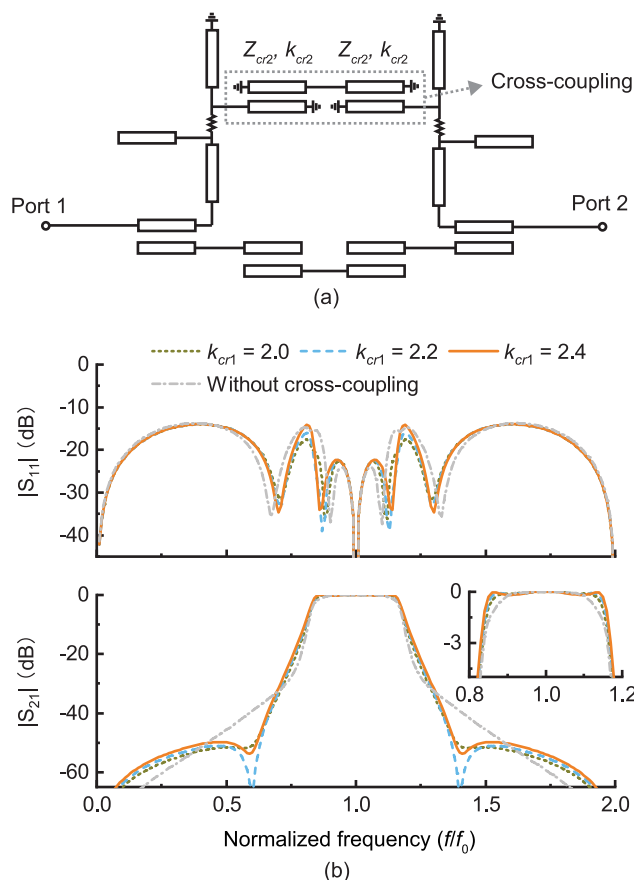 (a)
Z_cr2, k_cr2 Z_cr2, k_cr2
Cross-coupling
Port 1
Port 2
(a)
k_cr1 = 2.0 k_cr1 = 2.2 k_cr1 = 2.4
Without cross-coupling
|S11| (dB)
0
-10
-20
-30
-40
|S21| (dB)
0
-20
-40
-60
0
-3
0.8 1.0 1.2
0.0 0.5 1.0 1.5 2.0
Normalized frequency (f/f0)
(b)